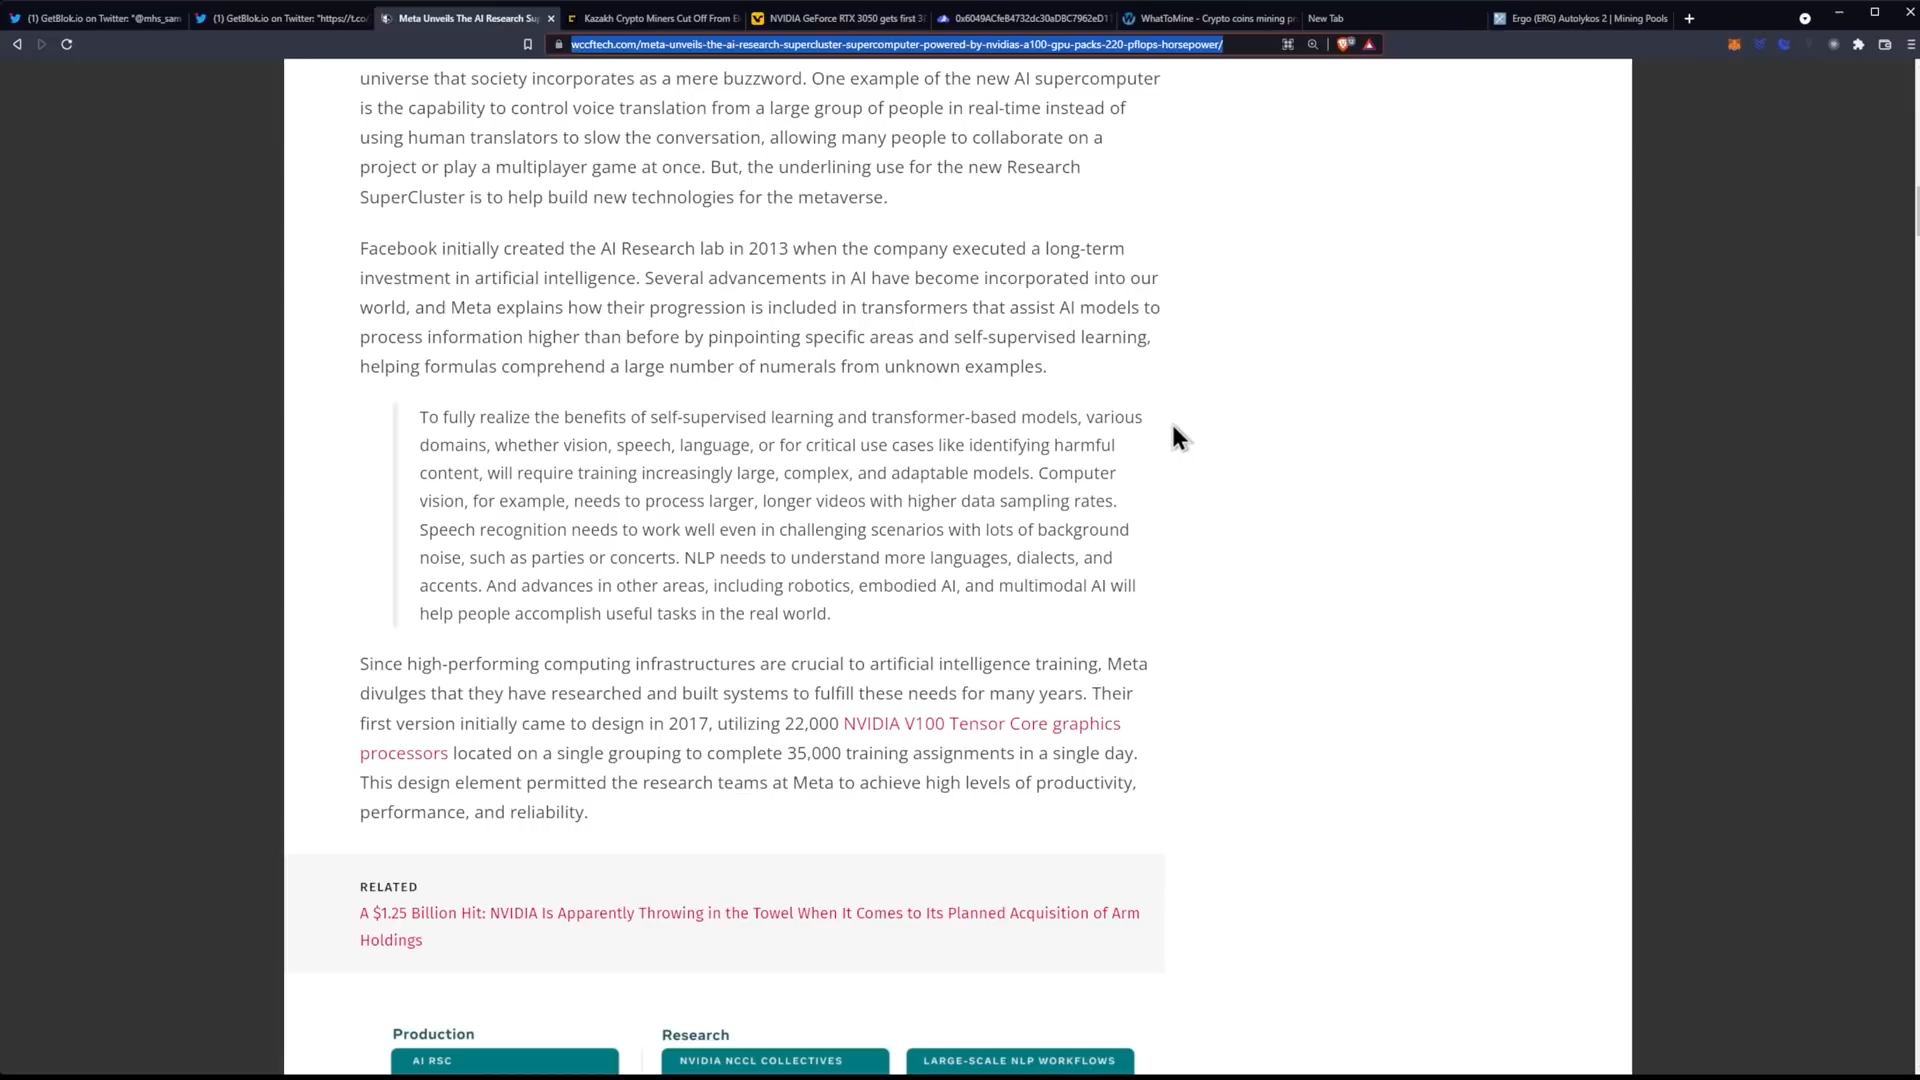 (1) GetBlok.io on Twitter: "@mhs_sam
(1) GetBlok.io on Twitter: "https://t.co/
Meta Unveils The AI Research Sup
Kazakh Crypto Miners Cut Off From E
NVIDIA GeForce RTX 3050 gets first 3
0x6049ACfeB4732dc30aDBC7962eD1
WhatToMine - Crypto coins mining pr
New Tab
Ergo (ERG) Autolykos 2 | Mining Pools
wccftech.com/meta-unveils-the-ai-research-supercluster-supercomputer-powered-by-nvidias-a100-gpu-packs-220-pflops-horsepower/
universe that society incorporates as a mere buzzword. One example of the new AI supercomputer
is the capability to control voice translation from a large group of people in real-time instead of
using human translators to slow the conversation, allowing many people to collaborate on a
project or play a multiplayer game at once. But, the underlining use for the new Research
SuperCluster is to help build new technologies for the metaverse.
Facebook initially created the AI Research lab in 2013 when the company executed a long-term
investment in artificial intelligence. Several advancements in AI have become incorporated into our
world, and Meta explains how their progression is included in transformers that assist AI models to
process information higher than before by pinpointing specific areas and self-supervised learning,
helping formulas comprehend a large number of numerals from unknown examples.
To fully realize the benefits of self-supervised learning and transformer-based models, various
domains, whether vision, speech, language, or for critical use cases like identifying harmful
content, will require training increasingly large, complex, and adaptable models. Computer
vision, for example, needs to process larger, longer videos with higher data sampling rates.
Speech recognition needs to work well even in challenging scenarios with lots of background
noise, such as parties or concerts. NLP needs to understand more languages, dialects, and
accents. And advances in other areas, including robotics, embodied AI, and multimodal AI will
help people accomplish useful tasks in the real world.
Since high-performing computing infrastructures are crucial to artificial intelligence training, Meta
divulges that they have researched and built systems to fulfill these needs for many years. Their
first version initially came to design in 2017, utilizing 22,000 NVIDIA V100 Tensor Core graphics
processors located on a single grouping to complete 35,000 training assignments in a single day.
This design element permitted the research teams at Meta to achieve high levels of productivity,
performance, and reliability.
RELATED
A $1.25 Billion Hit: NVIDIA Is Apparently Throwing in the Towel When It Comes to Its Planned Acquisition of Arm
Holdings
Production
Research
AI RSC
NVIDIA NCCL COLLECTIVES
LARGE-SCALE NLP WORKFLOWS